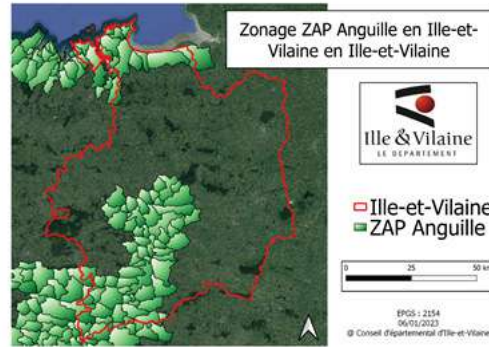 Zonage ZAP Anguille en Ille-et-
Vilaine en Ille-et-Vilaine
Ille & Vilaine
LE DEPARTEMENT
Ille-et-Vilaine
ZAP Anguille
0 25 50 km
EPGS : 2154
06/01/2023
@ Conseil départemental d'Ille-et-Vilaine